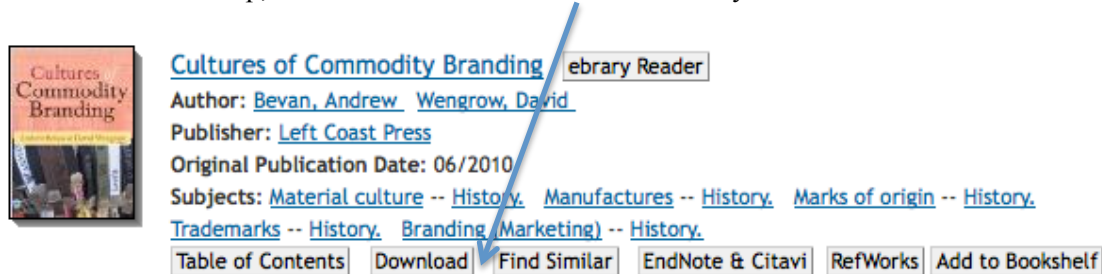 Cultures of Commodity Branding ebrary Reader
Cultures of
Commodity
Branding
Author: Bevan, Andrew Wengrow, David
Publisher: Left Coast Press
Original Publication Date: 06/2010
Subjects: Material culture -- History. Manufactures -- History. Marks of origin -- History.
Trademarks -- History. Branding (Marketing) -- History.
Table of Contents Download Find Similar EndNote & Citavi RefWorks Add to Bookshelf